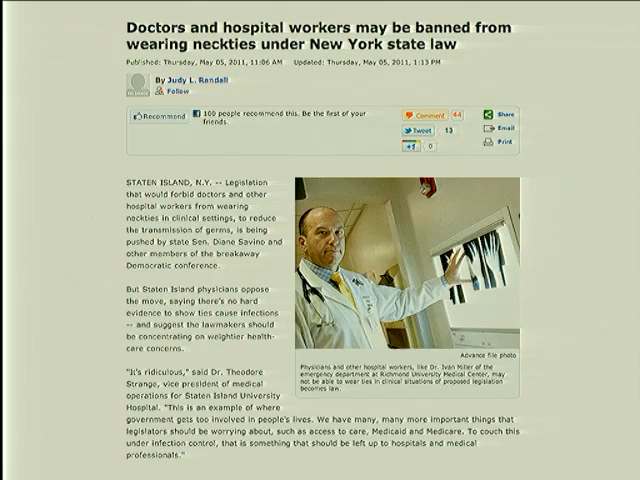 Doctors and hospital workers may be banned from
wearing neckties under New York state law
Published: Thursday, May 05, 2011, 11:06 AM Updated: Thursday, May 05, 2011, 1:13 PM
By Judy L. Randall
Follow
Recommend
100 people recommend this. Be the first of your
friends.
Comment 44
Tweet 13
+1 0
Share
Email
Print
STATEN ISLAND, N.Y. -- Legislation
that would forbid doctors and other
hospital workers from wearing
neckties in clinical settings, to reduce
the transmission of germs, is being
pushed by state Sen. Diane Savino and
other members of the breakaway
Democratic conference.
But Staten Island physicians oppose
the move, saying there's no hard
evidence to show ties cause infections
-- and suggest the lawmakers should
be concentrating on weightier health-
care concerns.
Advance file photo
Physicians and other hospital workers, like Dr. Ivan Miller of the
emergency department at Richmond University Medical Center, may
not be able to wear ties in clinical situations of proposed legislation
becomes law.
"It's ridiculous," said Dr. Theodore
Strange, vice president of medical
operations for Staten Island University
Hospital. "This is an example of where
government gets too involved in people's lives. We have many, many more important things that
legislators should be worrying about, such as access to care, Medicaid and Medicare. To couch this
under infection control, that is something that should be left up to hospitals and medical
professionals."